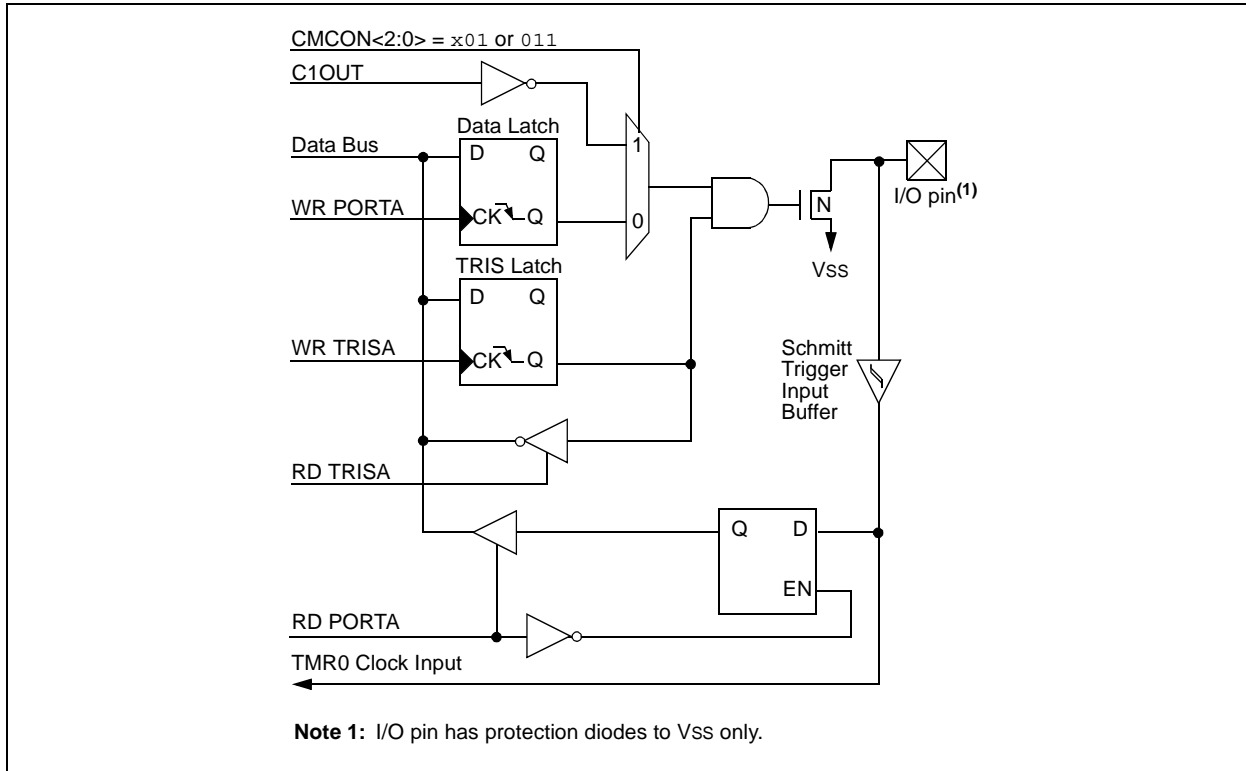 CMCON<2:0> = x01 or 011
C1OUT
Data Latch
Data Bus
D Q
1
I/O pin(1)
WR PORTA
CK Q
0
N
VSS
TRIS Latch
D Q
WR TRISA
CK Q
Schmitt
Trigger
Input
Buffer
RD TRISA
Q D
EN
RD PORTA
TMR0 Clock Input
Note 1: I/O pin has protection diodes to VSS only.